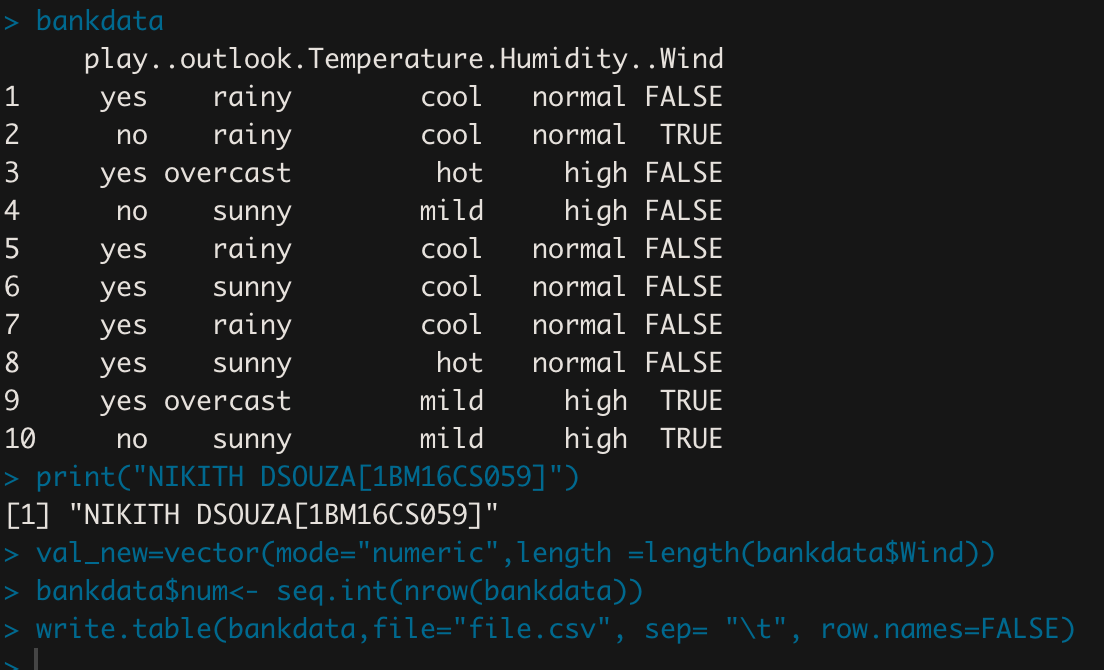 > bankdata
play..outlook.Temperature.Humidity..Wind
1 yes rainy cool normal FALSE
2 no rainy cool normal TRUE
3 yes overcast hot high FALSE
4 no sunny mild high FALSE
5 yes rainy cool normal FALSE
6 yes sunny cool normal FALSE
7 yes rainy cool normal FALSE
8 yes sunny hot normal FALSE
9 yes overcast mild high TRUE
10 no sunny mild high TRUE
> print("NIKITH DSOUZA[1BM16CS059]")
[1] "NIKITH DSOUZA[1BM16CS059]"
> val_new=vector(mode="numeric",length =length(bankdata$Wind))
> bankdata$num<- seq.int(nrow(bankdata))
> write.table(bankdata,file="file.csv", sep= "\t", row.names=FALSE)
>